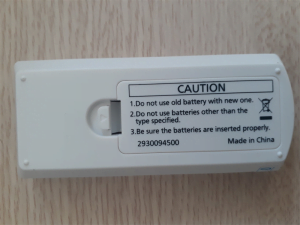 CAUTION
1.Do not use old battery with new one.
2.Do not use batteries other than the
type specified.
3.Be sure the batteries are inserted properly.
2930094500 Made in China